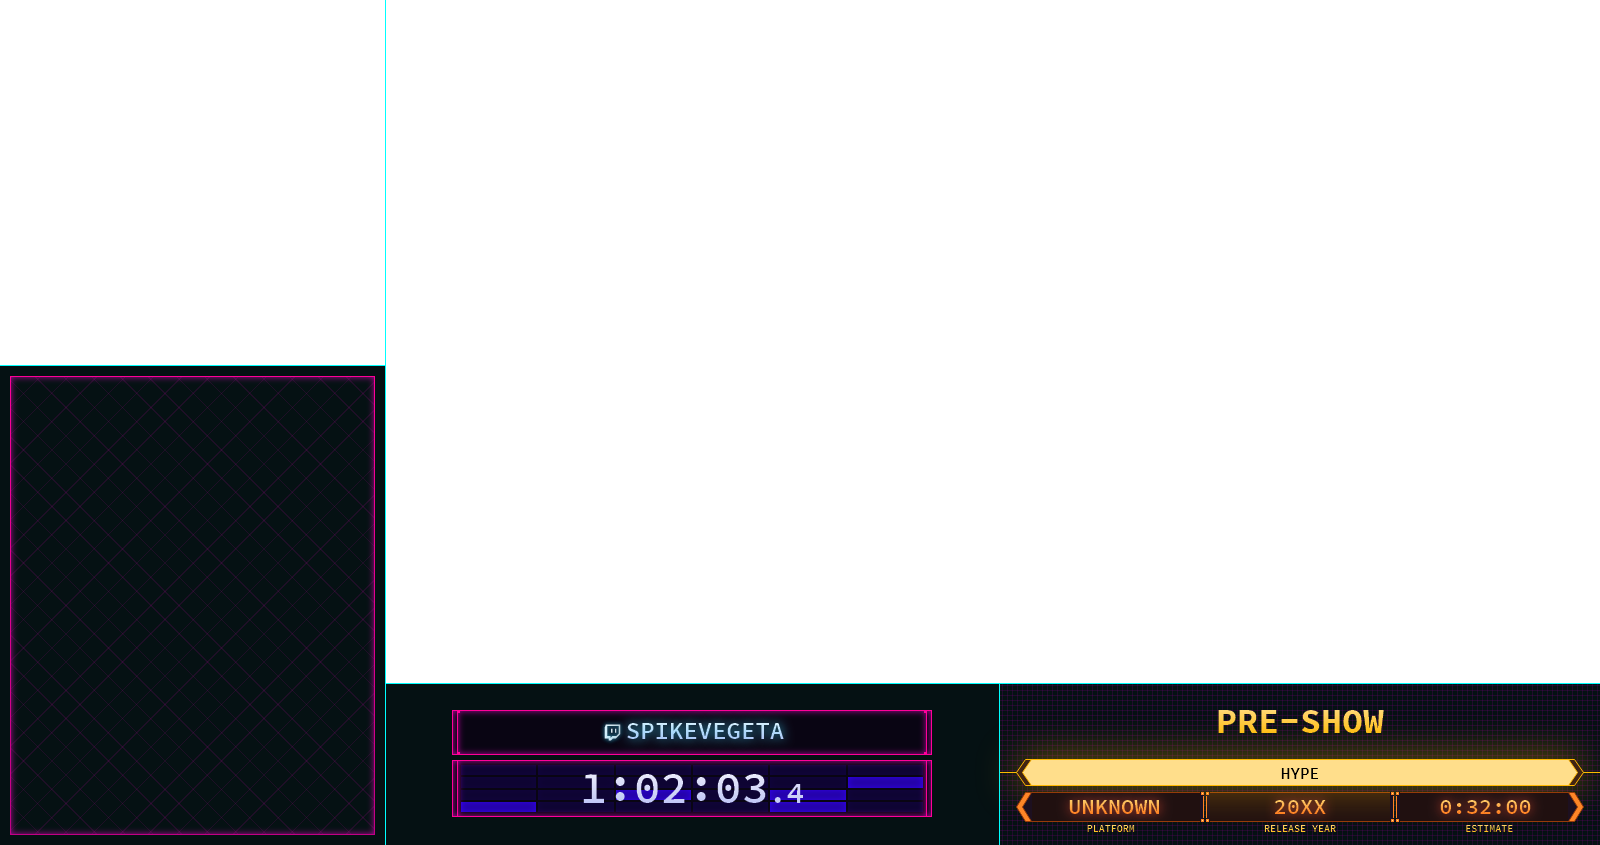 SPIKEVEGETA
1:02:03.4
PRE-SHOW
HYPE
UNKNOWN 20XX 0:32:00
PLATFORM RELEASE YEAR ESTIMATE